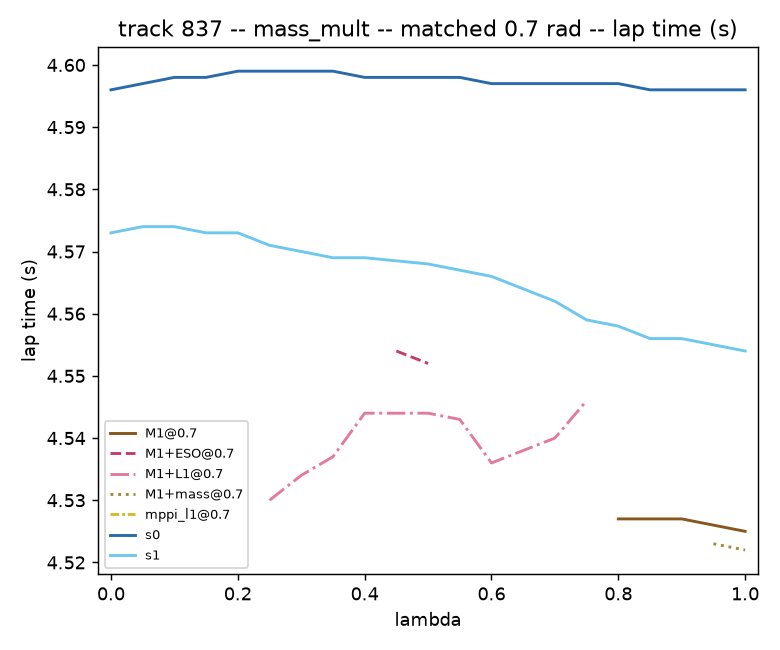 track 837 -- mass_mult -- matched 0.7 rad -- lap time (s)
lap time (s)
4.60
4.59
4.58
4.57
4.56
4.55
4.54
4.53
4.52
M1@0.7
M1+ESO@0.7
M1+L1@0.7
M1+mass@0.7
mppi_l1@0.7
s0
s1
0.0 0.2 0.4 0.6 0.8 1.0
lambda